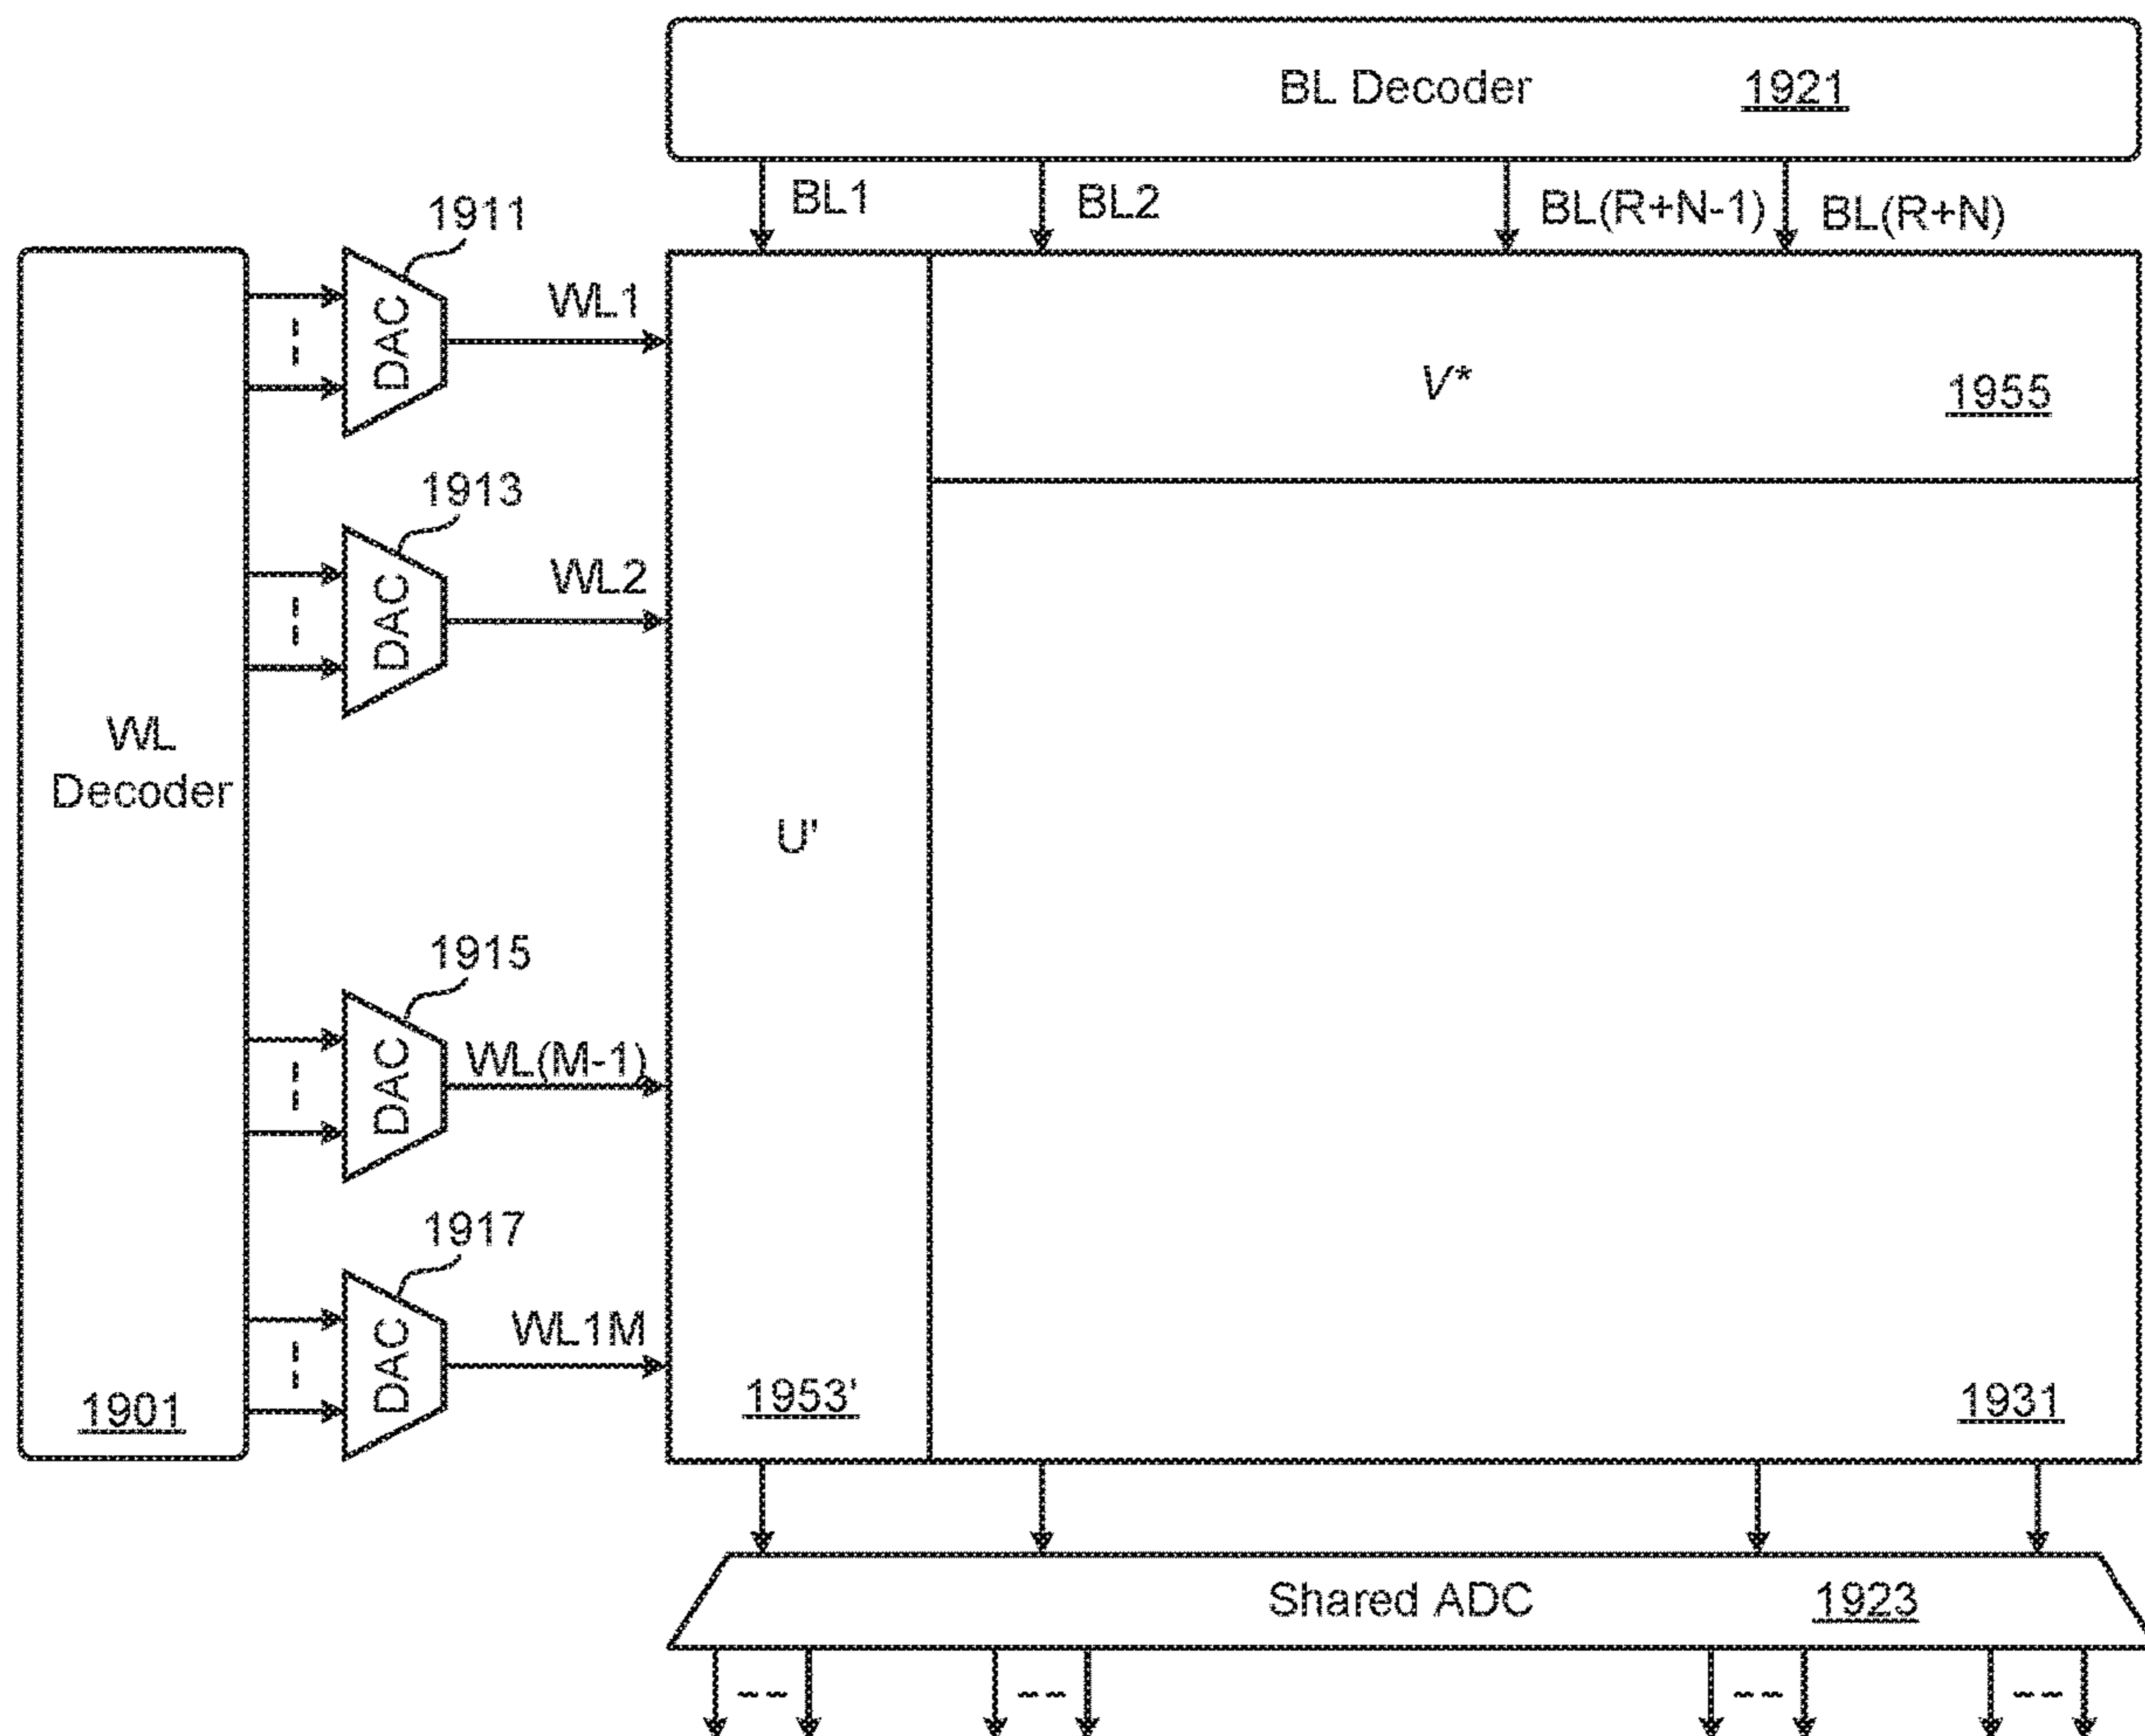 BL Decoder 1921
BL1
BL2
BL(R+N-1)
BL(R+N)
1911
DAC
WL1
V*
1955
1913
DAC
WL2
WL
Decoder
U'
1915
DAC
WL(M-1)
1917
DAC
WL1M
1901
1953'
1931
Shared ADC 1923